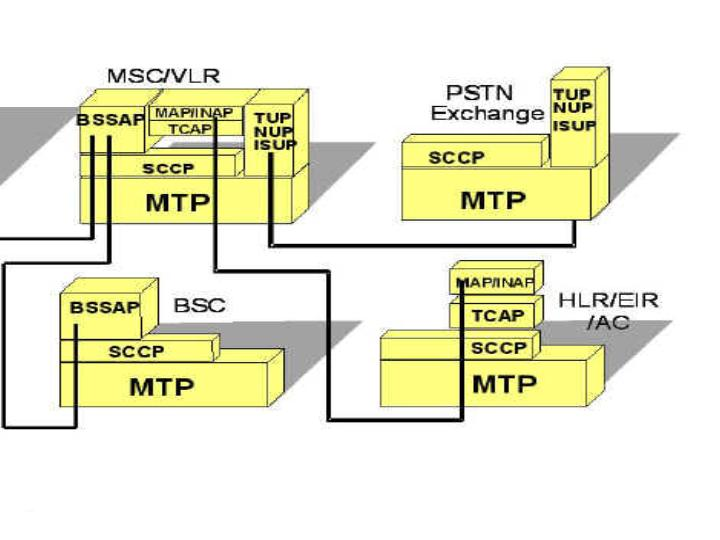 MSC/VLR
BSSAP
MAP/INAP
TCAP
TUP
NUP
ISUP
SCCP
MTP
PSTN
Exchange
TUP
NUP
ISUP
SCCP
MTP
BSC
BSSAP
SCCP
MTP
HLR/EIR
/AC
MAP/INAP
TCAP
SCCP
MTP